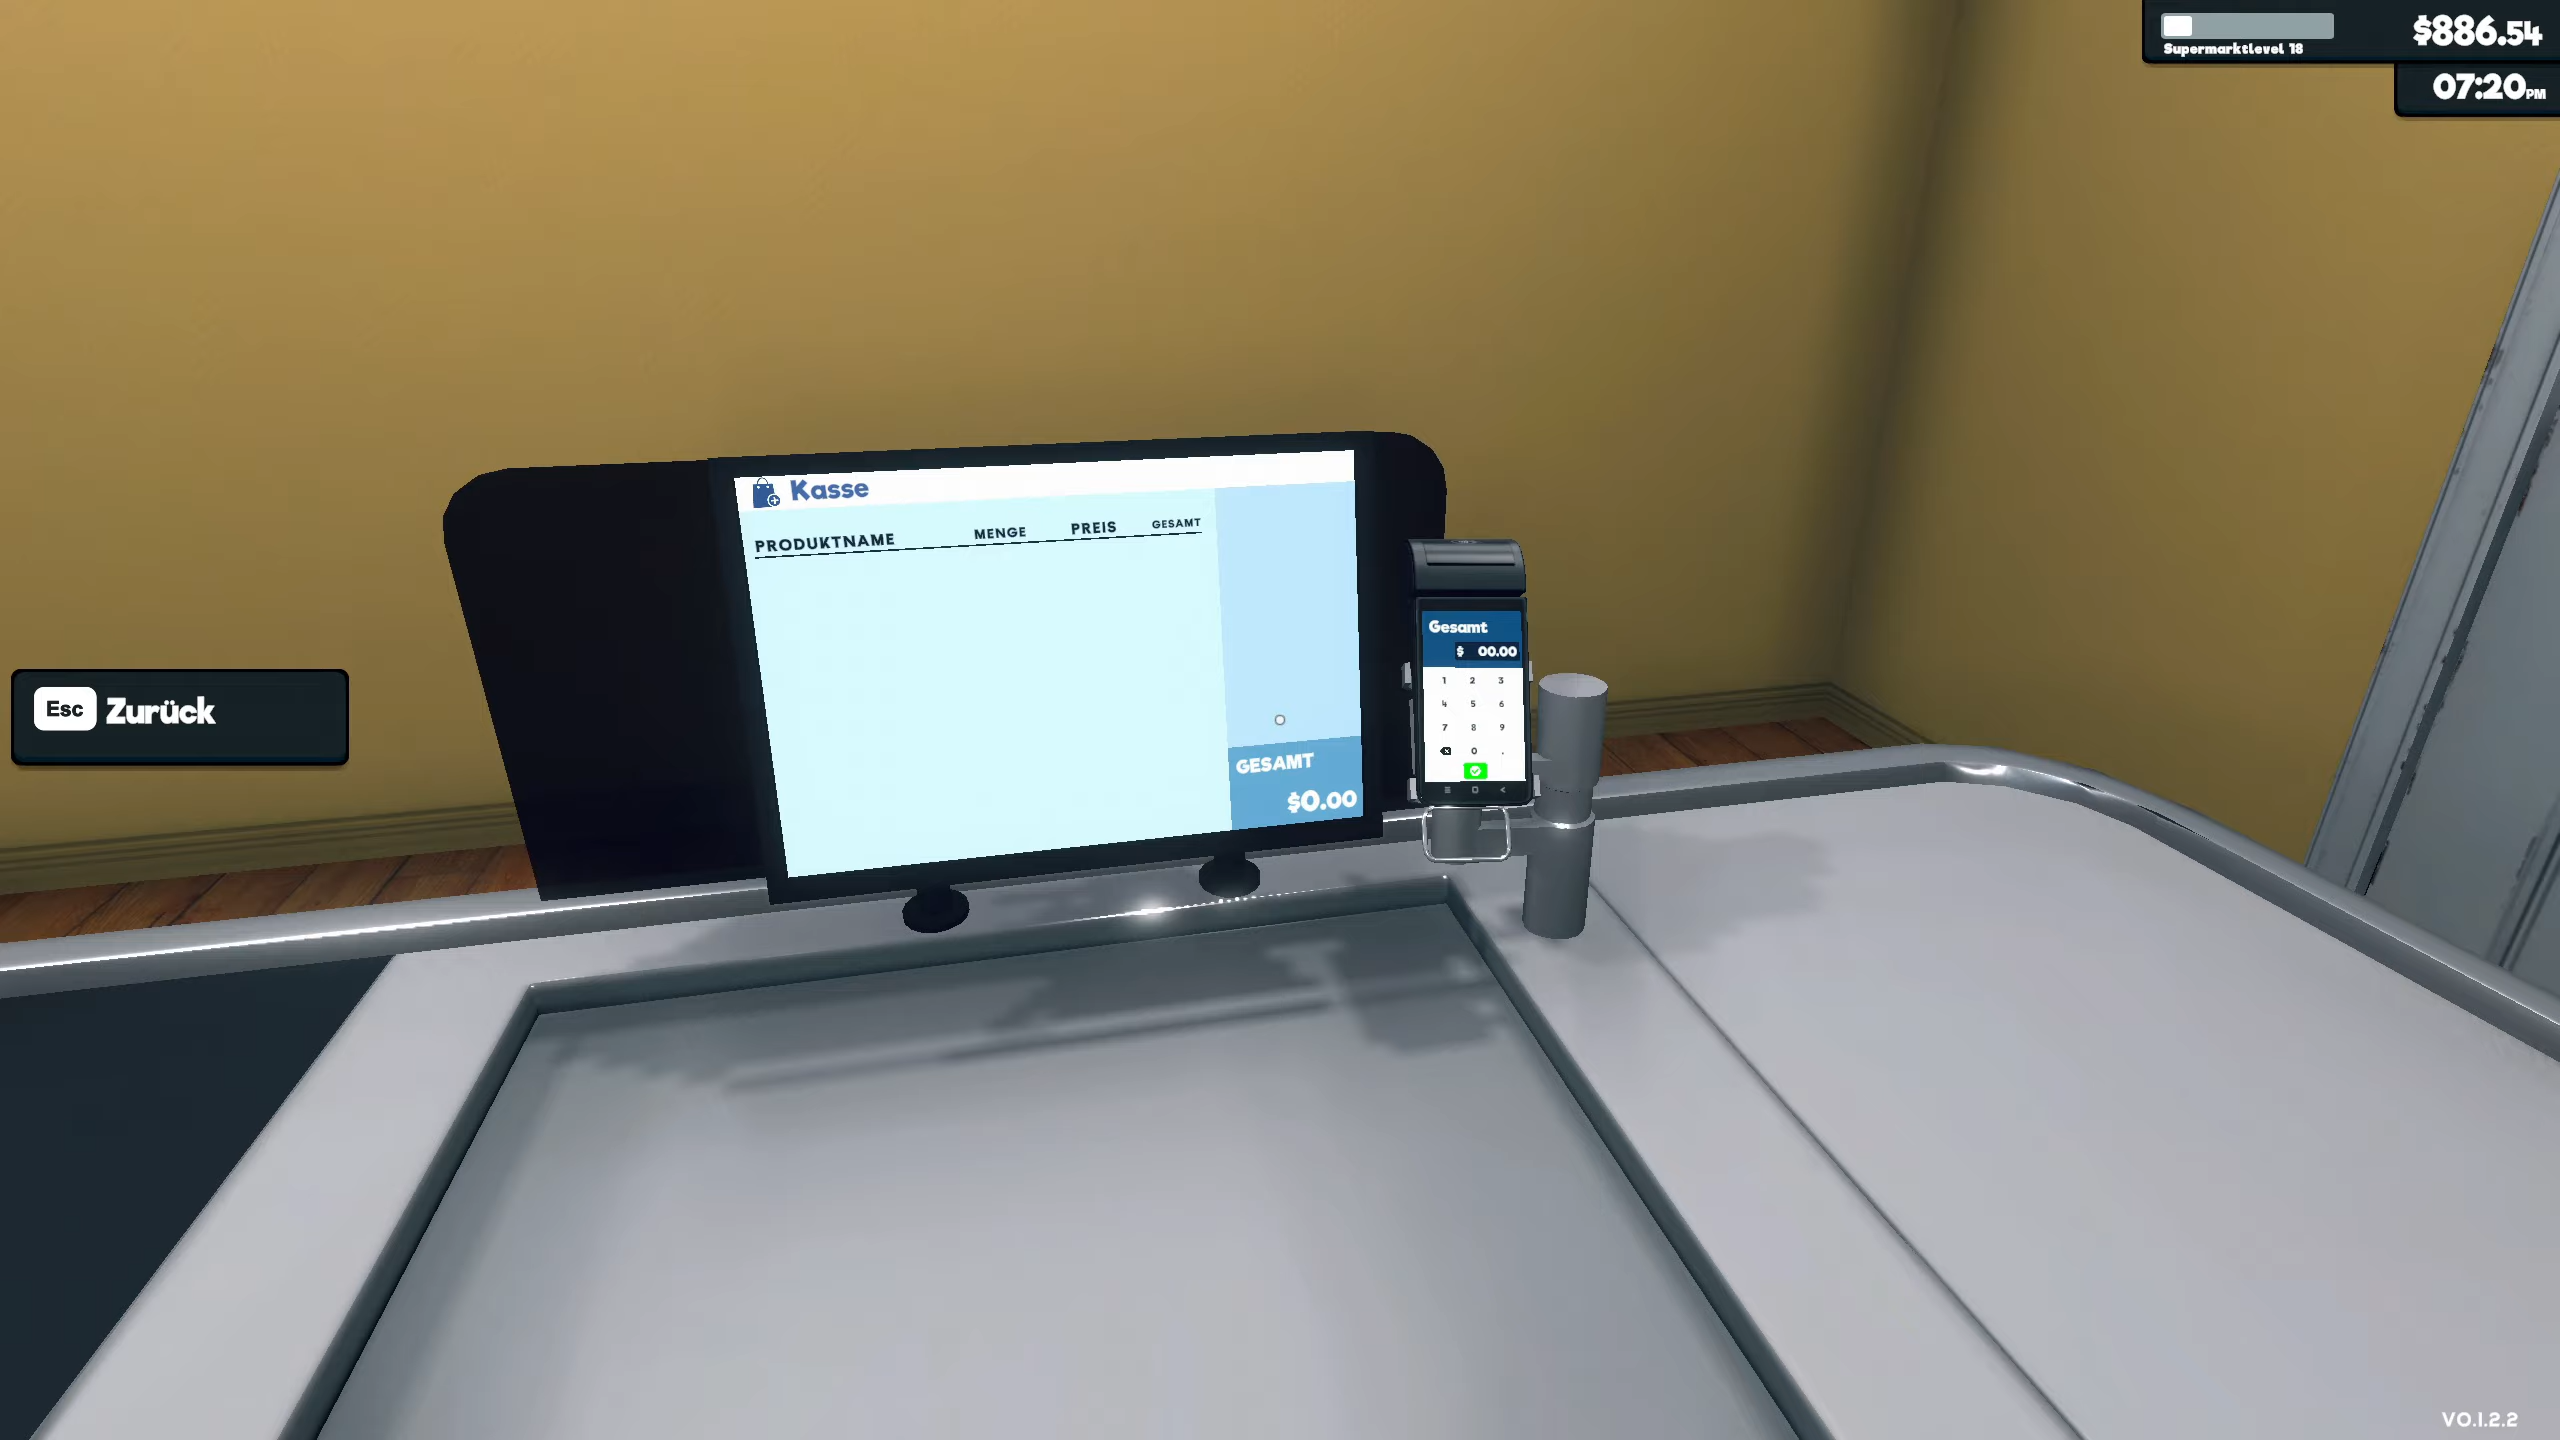 Supermarktlevel 18
$886.54
07:20PM
Kasse
PRODUKTNAME MENGE PREIS GESAMT
GESAMT
$0.00
Gesamt
$ 00.00
1 2 3
4 5 6
7 8 9
0 .
Esc Zurück
V0.1.2.2